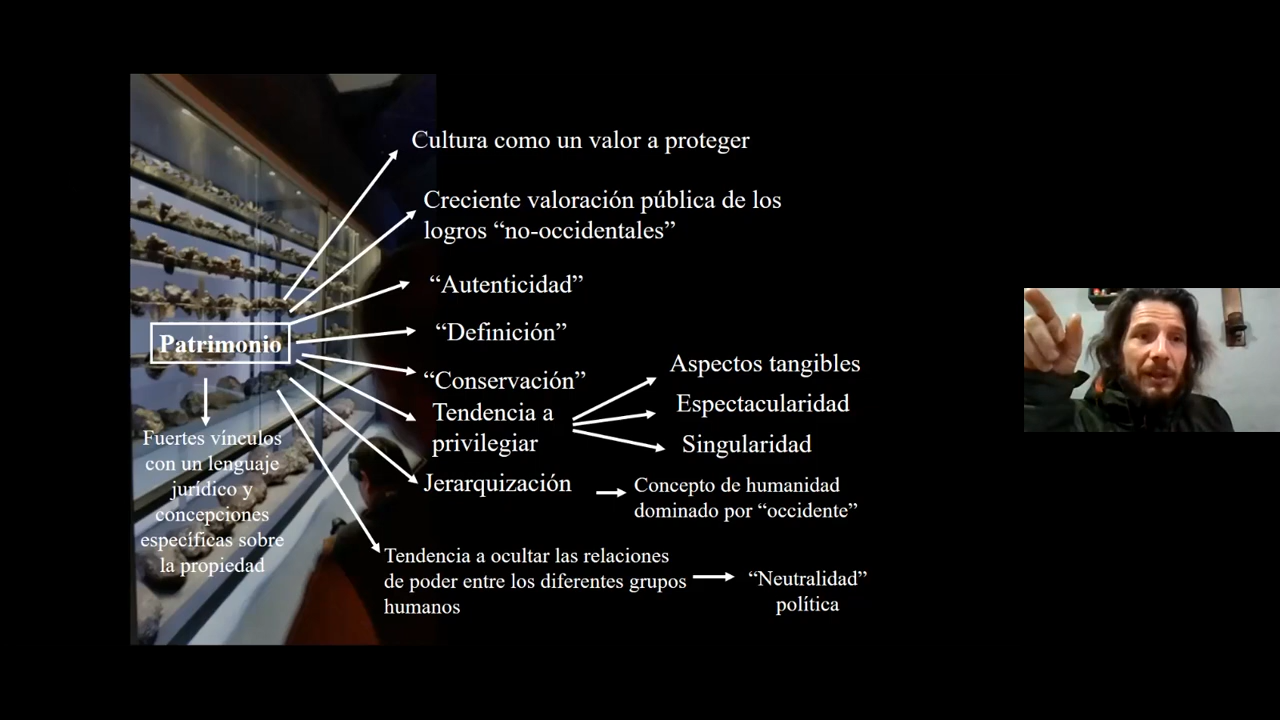 Cultura como un valor a proteger
Creciente valoración pública de los
logros “no-occidentales”
“Autenticidad”
“Definición”
Patrimonio
“Conservación”
Tendencia a
privilegiar
Aspectos tangibles
Espectacularidad
Singularidad
Jerarquización
Concepto de humanidad
dominado por “occidente”
Fuertes vínculos
con un lenguaje
jurídico y
concepciones
específicas sobre
la propiedad
Tendencia a ocultar las relaciones
de poder entre los diferentes grupos
humanos
“Neutralidad”
política